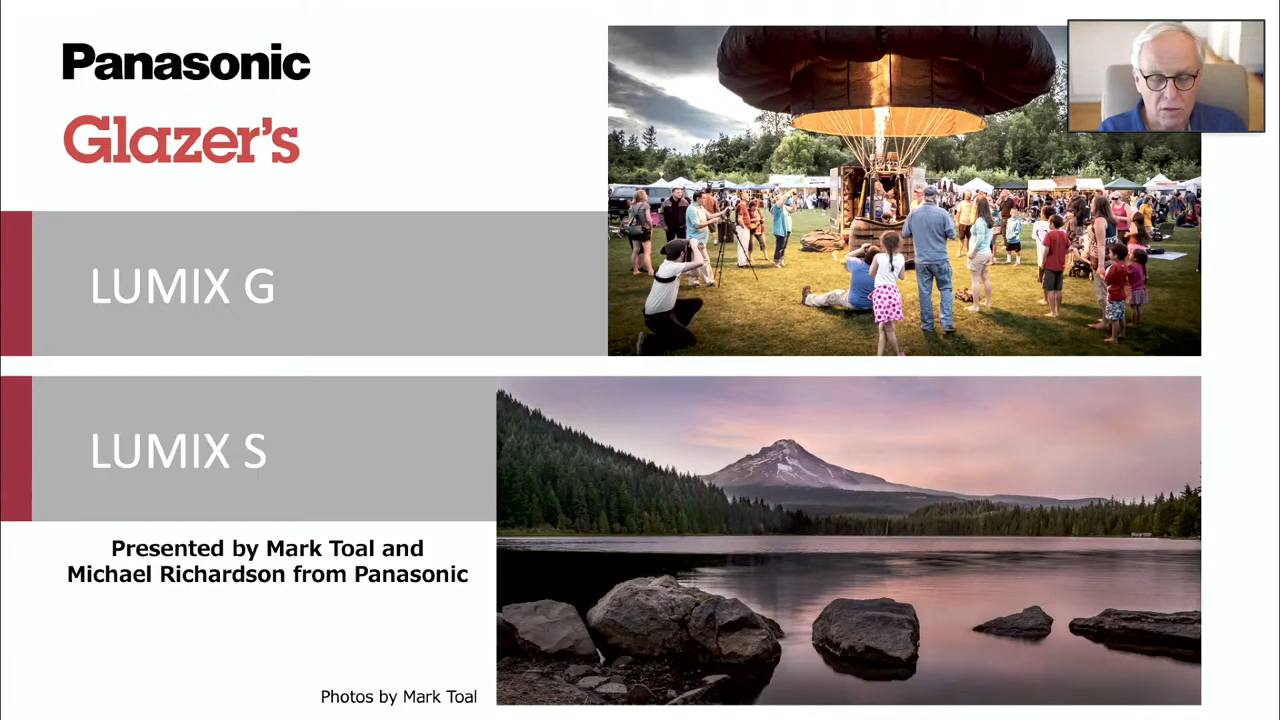 Panasonic
Glazer's
LUMIX G
LUMIX S
Presented by Mark Toal and
Michael Richardson from Panasonic
Photos by Mark Toal